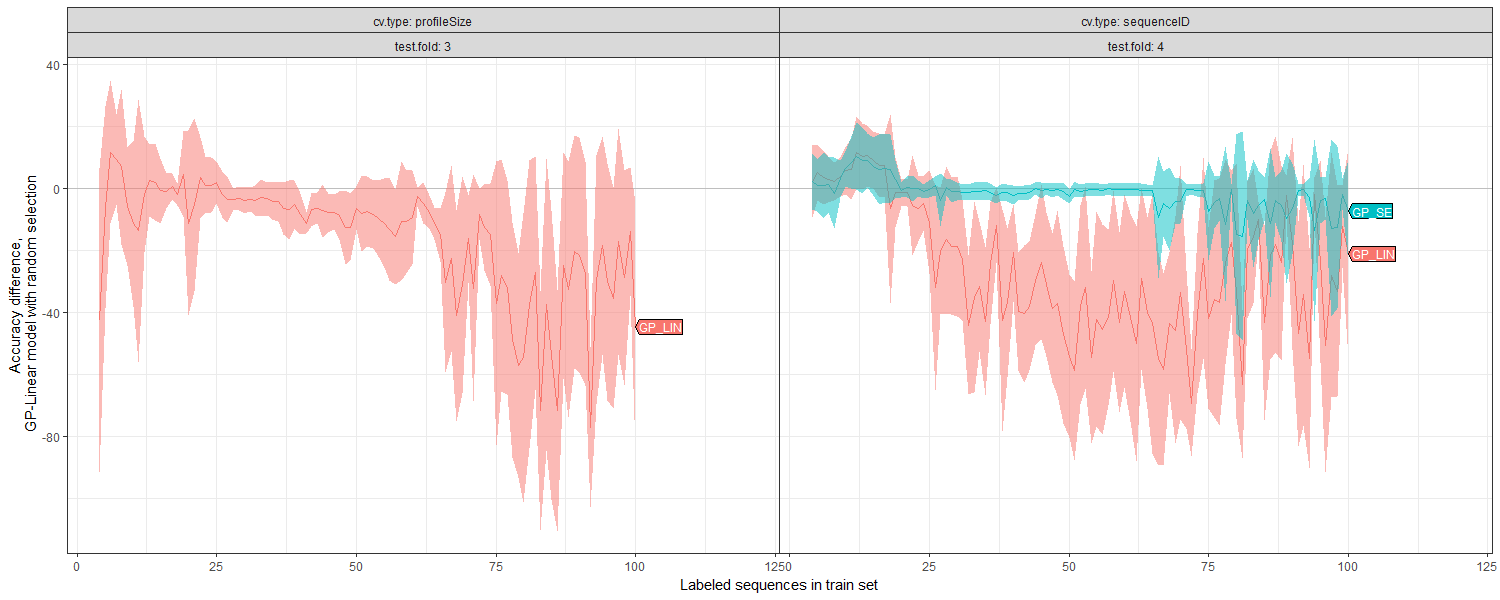 cv.type: profileSize
cv.type: sequenceID
test.fold: 3
test.fold: 4
Accuracy difference,
GP-Linear model with random selection
40
0
-40
-80
GP_LIN
GP_SE
GP_LIN
0
25
50
75
100
125
0
25
50
75
100
125
Labeled sequences in train set